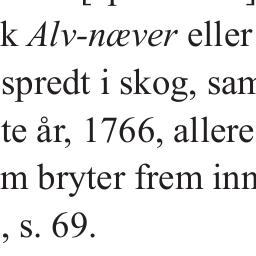 k Alv-næver eller
spredt i skog, sam
te år, 1766, allere
m bryter frem inn
, s. 69.